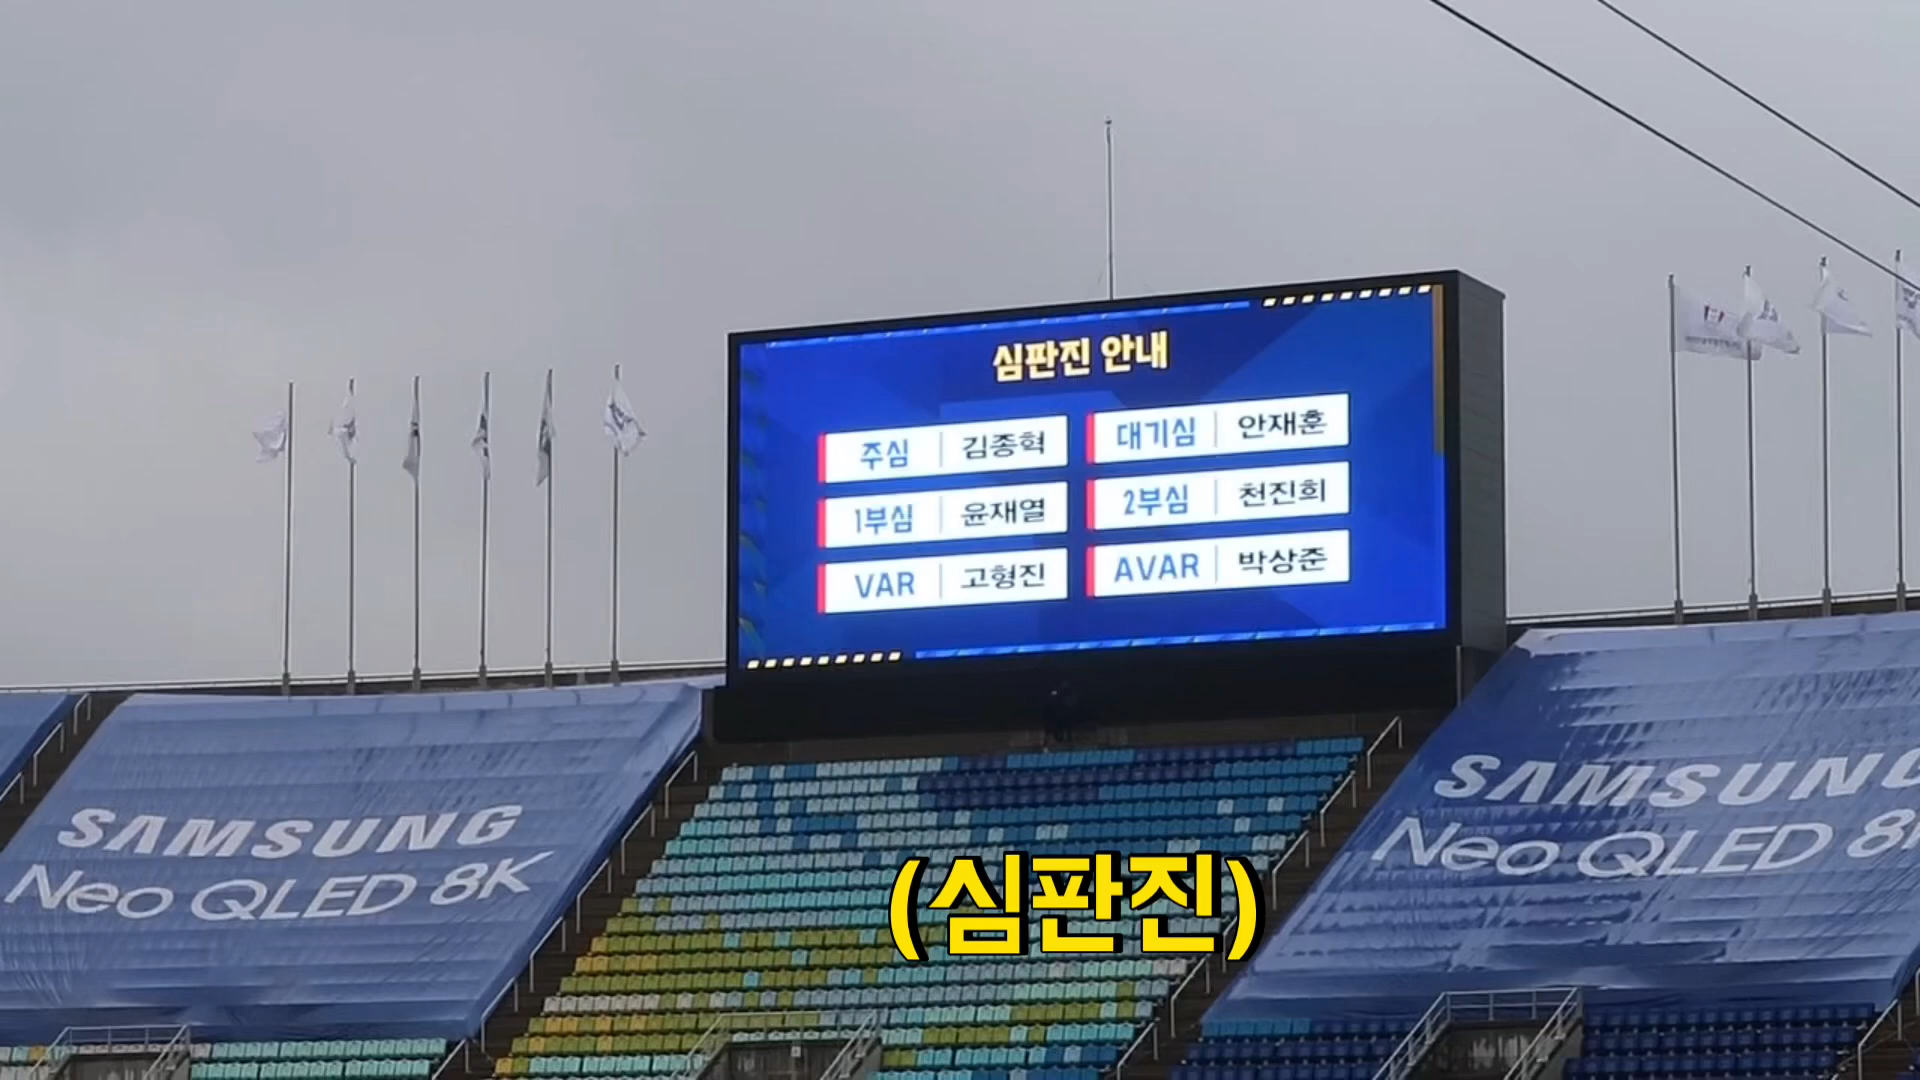 심판진 안내
주심 김종혁
대기심 안재훈
1부심 윤재열
2부심 천진희
VAR 고형진
AVAR 박상준
SAMSUNG
Neo QLED 8K
SAMSUNG
Neo QLED 8K
(심판진)